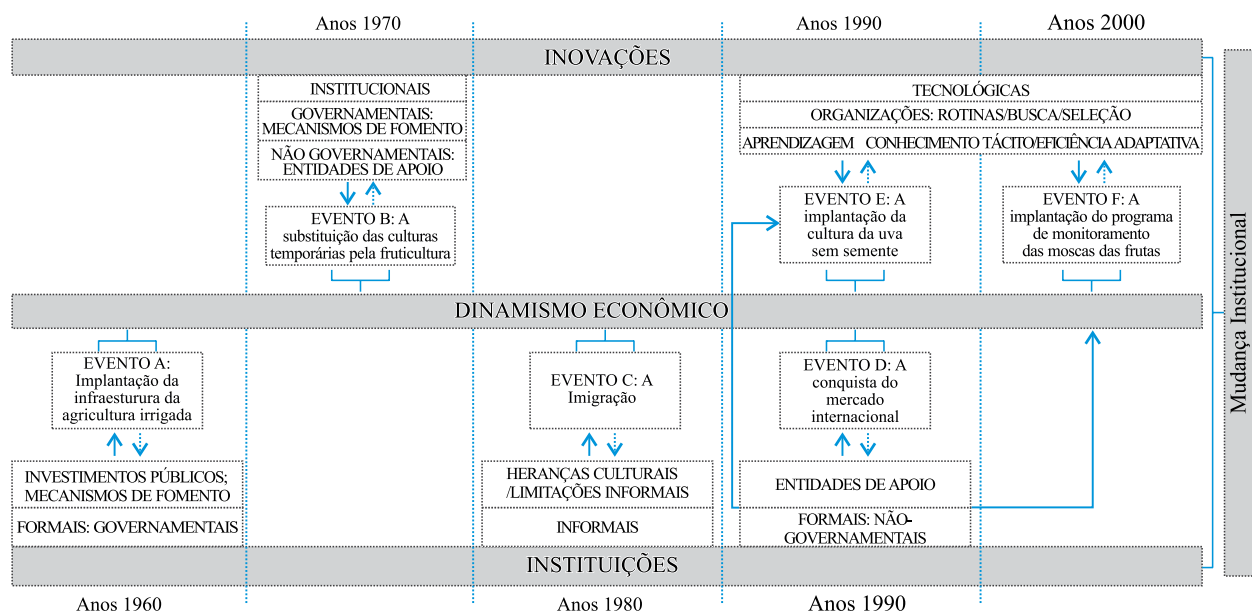 Anos 1970
Anos 1990
Anos 2000
INOVAÇÕES
INSTITUCIONAIS
GOVERNAMENTAIS:
MECANISMOS DE FOMENTO
NÃO GOVERNAMENTAIS:
ENTIDADES DE APOIO
TECNOLÓGICAS
ORGANIZAÇÕES: ROTINAS/BUSCA/SELEÇÃO
APRENDIZAGEM CONHECIMENTO TÁCITO/EFICIÊNCIA ADAPTATIVA
EVENTO B: A
substituição das culturas
temporárias pela fruticultura
EVENTO E: A
implantação da
cultura da uva
sem semente
EVENTO F: A
implantação do programa
de monitoramento
das moscas das frutas
DINAMISMO ECONÔMICO
EVENTO A:
Implantação da
infraesturura da
agricultura irrigada
EVENTO C: A
Imigração
EVENTO D: A
conquista do
mercado
internacional
INVESTIMENTOS PÚBLICOS;
MECANISMOS DE FOMENTO
FORMAIS: GOVERNAMENTAIS
HERANÇAS CULTURAIS
/LIMITAÇÕES INFORMAIS
INFORMAIS
ENTIDADES DE APOIO
FORMAIS: NÃO-
GOVERNAMENTAIS
INSTITUIÇÕES
Anos 1960
Anos 1980
Anos 1990
Mudança Institucional